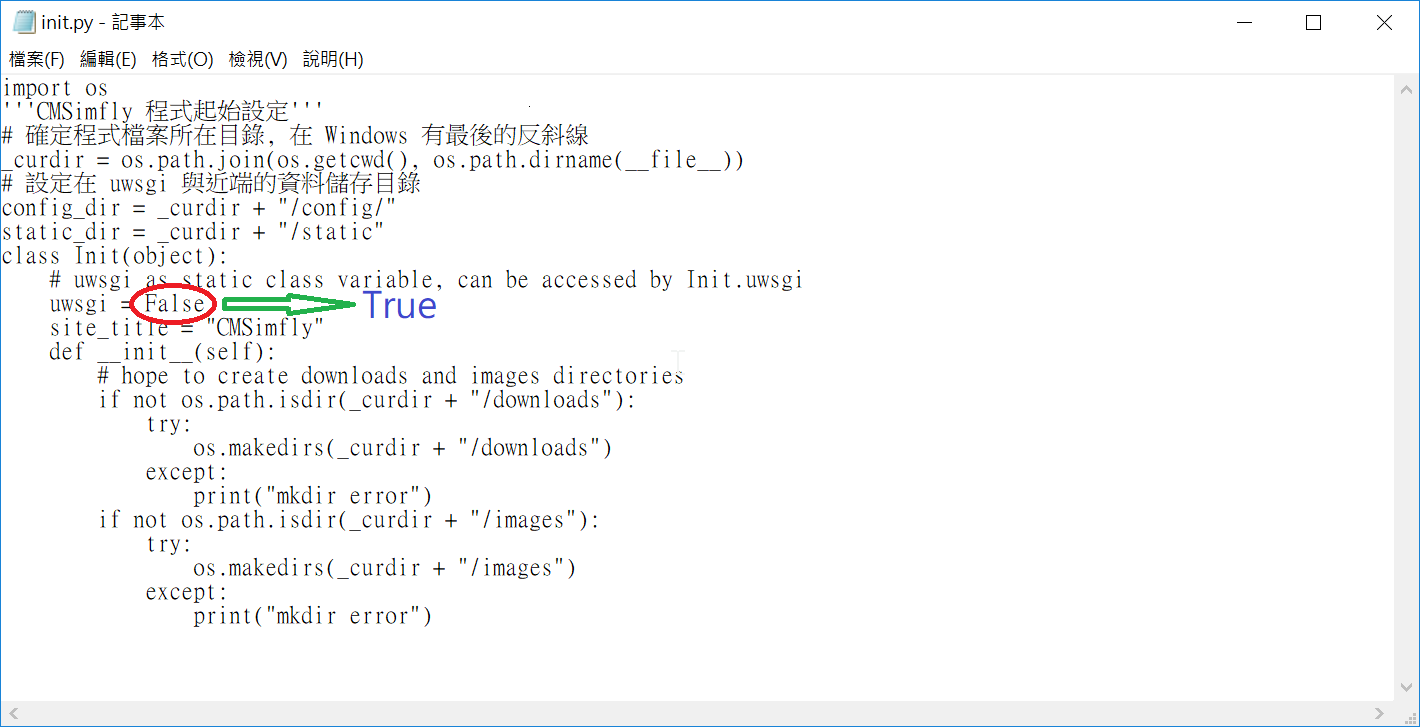 init.py - 記事本
檔案(F) 編輯(E) 格式(O) 檢視(V) 說明(H)
import os
'''CMSimfly 程式起始設定'''
# 確定程式檔案所在目錄, 在 Windows 有最後的反斜線
_curdir = os.path.join(os.getcwd(), os.path.dirname(__file__))
# 設定在 uwsgi 與近端的資料儲存目錄
config_dir = _curdir + "/config/"
static_dir = _curdir + "/static"
class Init(object):
    # uwsgi as static class variable, can be accessed by Init.uwsgi
    uwsgi = False True
    site_title = "CMSimfly"
    def __init__(self):
        # hope to create downloads and images directories
        if not os.path.isdir(_curdir + "/downloads"):
            try:
                os.makedirs(_curdir + "/downloads")
            except:
                print("mkdir error")
        if not os.path.isdir(_curdir + "/images"):
            try:
                os.makedirs(_curdir + "/images")
            except:
                print("mkdir error")